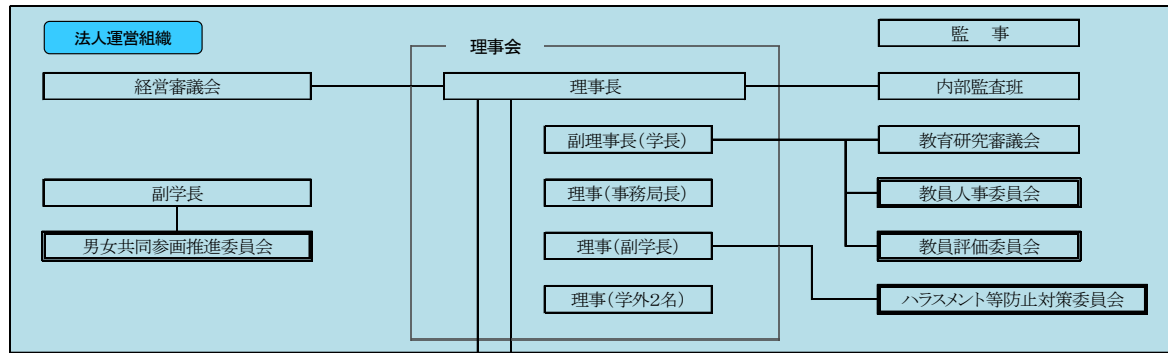 法人運営組織
理事会
監　事
経営審議会
理事長
内部監査班
副理事長(学長)
教育研究審議会
副学長
理事(事務局長)
教員人事委員会
男女共同参画推進委員会
理事(副学長)
教員評価委員会
理事(学外２名)
ハラスメント等防止対策委員会